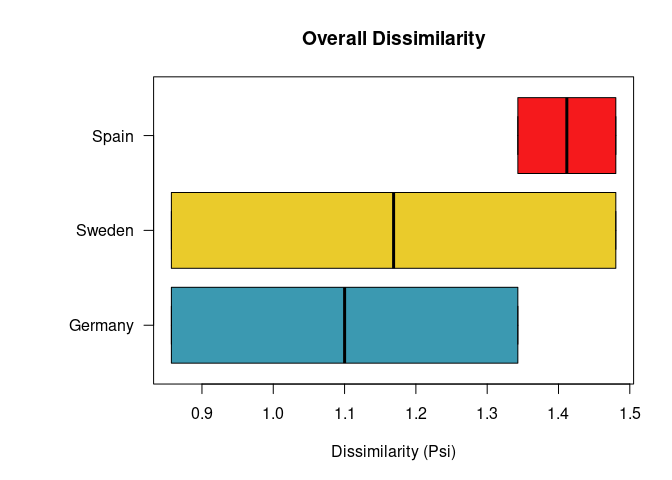 Overall Dissimilarity
Spain
Sweden
Germany
0.9 1.0 1.1 1.2 1.3 1.4 1.5
Dissimilarity (Psi)